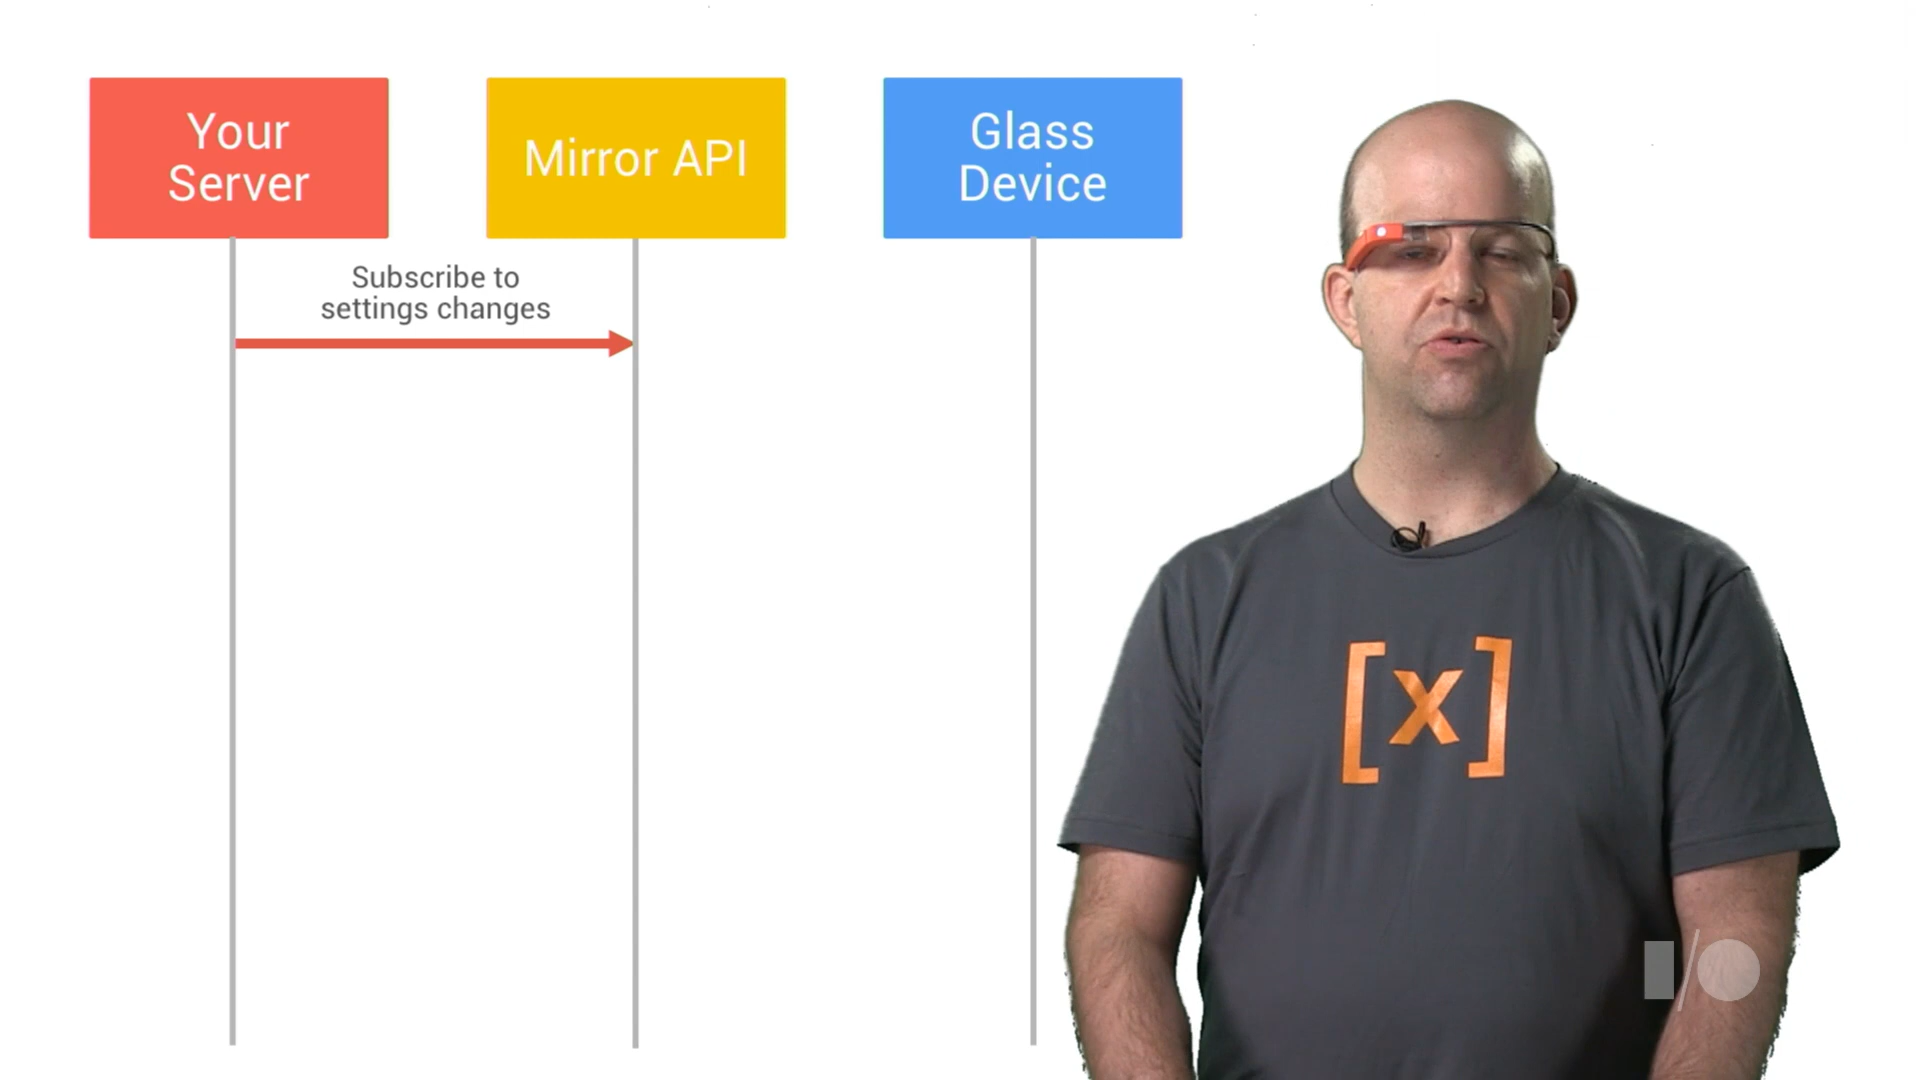 Your
Server
Mirror API
Glass
Device
Subscribe to
settings changes
[x]
I/O